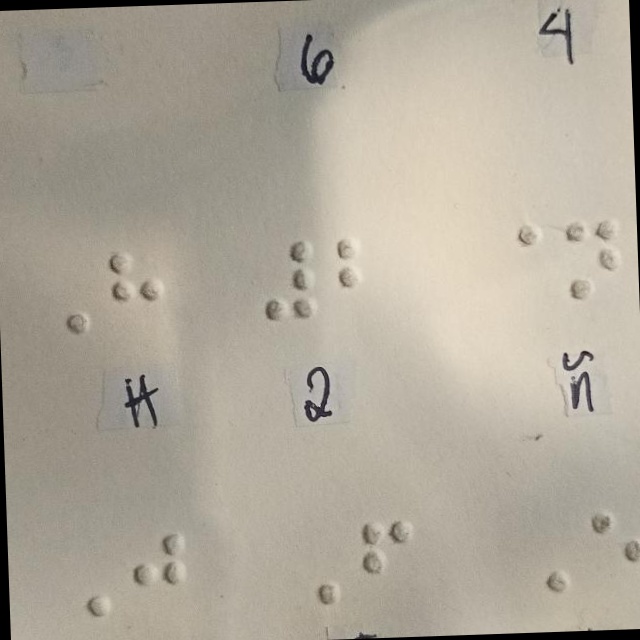 6 4
⠠⠓ ⠼⠃ ⠈⠝
H 2 ñ
⠠⠚ ⠠⠋ ⠠⠑